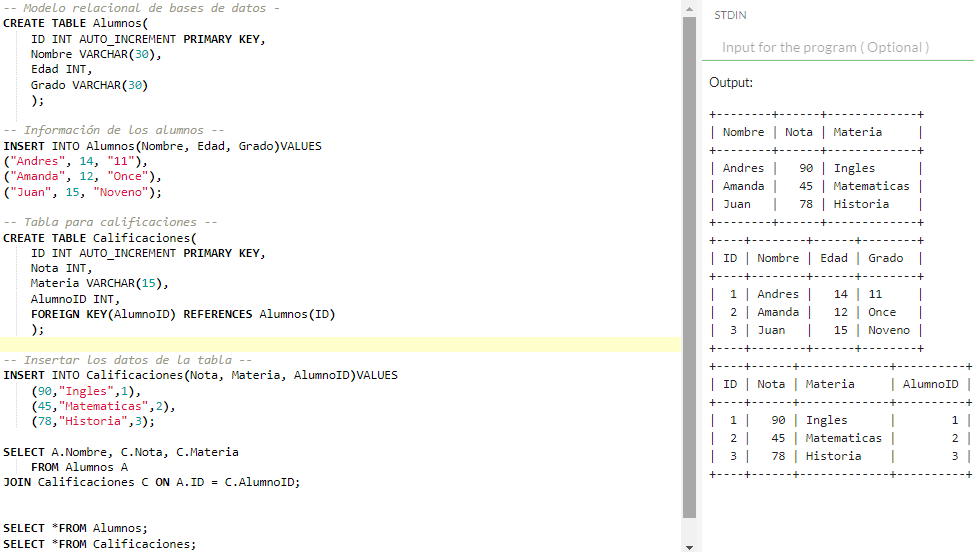 -- Modelo relacional de bases de datos -
CREATE TABLE Alumnos(
    ID INT AUTO_INCREMENT PRIMARY KEY,
    Nombre VARCHAR(30),
    Edad INT,
    Grado VARCHAR(30)
    );

-- Información de los alumnos --
INSERT INTO Alumnos(Nombre, Edad, Grado)VALUES
("Andres", 14, "11"),
("Amanda", 12, "Once"),
("Juan", 15, "Noveno");

-- Tabla para calificaciones --
CREATE TABLE Calificaciones(
    ID INT AUTO_INCREMENT PRIMARY KEY,
    Nota INT,
    Materia VARCHAR(15),
    AlumnoID INT,
    FOREIGN KEY(AlumnoID) REFERENCES Alumnos(ID)
    );

-- Insertar los datos de la tabla --
INSERT INTO Calificaciones(Nota, Materia, AlumnoID)VALUES
    (90,"Ingles",1),
    (45,"Matematicas",2),
    (78,"Historia",3);

SELECT A.Nombre, C.Nota, C.Materia
    FROM Alumnos A
JOIN Calificaciones C ON A.ID = C.AlumnoID;

SELECT *FROM Alumnos;
SELECT *FROM Calificaciones;
STDIN
Input for the program ( Optional )
Output:
+--------+------+-------------+
| Nombre | Nota | Materia     |
+--------+------+-------------+
| Andres |   90 | Ingles      |
| Amanda |   45 | Matematicas |
| Juan   |   78 | Historia    |
+--------+------+-------------+
+----+--------+------+--------+
| ID | Nombre | Edad | Grado  |
+----+--------+------+--------+
|  1 | Andres |   14 | 11     |
|  2 | Amanda |   12 | Once   |
|  3 | Juan   |   15 | Noveno |
+----+--------+------+--------+
+----+------+-------------+----------+
| ID | Nota | Materia     | AlumnoID |
+----+------+-------------+----------+
|  1 |   90 | Ingles      |        1 |
|  2 |   45 | Matematicas |        2 |
|  3 |   78 | Historia    |        3 |
+----+------+-------------+----------+